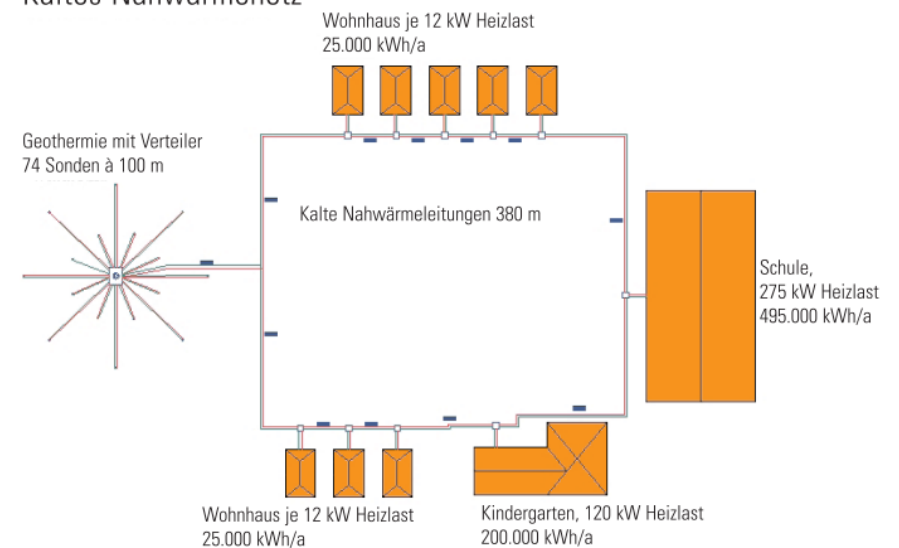 Kaltes Nahwärmenetz
Wohnhaus je 12 kW Heizlast
25.000 kWh/a
Geothermie mit Verteiler
74 Sonden à 100 m
Kalte Nahwärmeleitungen 380 m
Schule,
275 kW Heizlast
495.000 kWh/a
Wohnhaus je 12 kW Heizlast
25.000 kWh/a
Kindergarten, 120 kW Heizlast
200.000 kWh/a